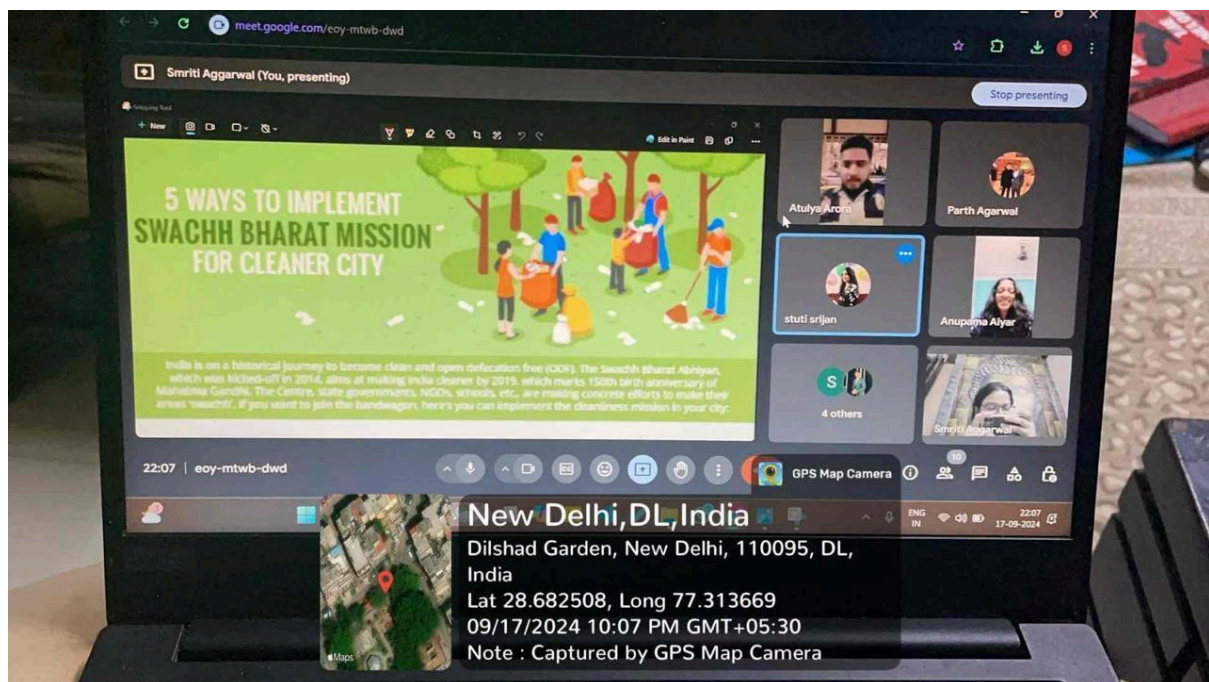 meet.google.com/eoy-mtwb-dwd
Smriti Aggarwal (You, presenting)
Stop presenting
Snipping Tool
New
Edit in Paint
5 WAYS TO IMPLEMENT
SWACHH BHARAT MISSION
FOR CLEANER CITY
India is on a historical journey to become clean and open defecation free (ODF). The Swachh Bharat Abhiyan,
which was kicked-off in 2014, aims at making India cleaner by 2019, which marks 150th birth anniversary of
Mahatma Gandhi. The Centre, state governments, NGOs, schools, etc., are making concrete efforts to make their
areas 'swachh'. If you want to join the bandwagon, here's you can implement the cleanliness mission in your city:
Atulya Arora
Parth Agarwal
stuti srijan
Anupama Aiyar
S
4 others
Smriti Aggarwal
22:07 | eoy-mtwb-dwd
10
GPS Map Camera
ENG
IN
22:07
17-09-2024
New Delhi,DL,India
Dilshad Garden, New Delhi, 110095, DL,
India
Lat 28.682508, Long 77.313669
09/17/2024 10:07 PM GMT+05:30
Note : Captured by GPS Map Camera
Maps